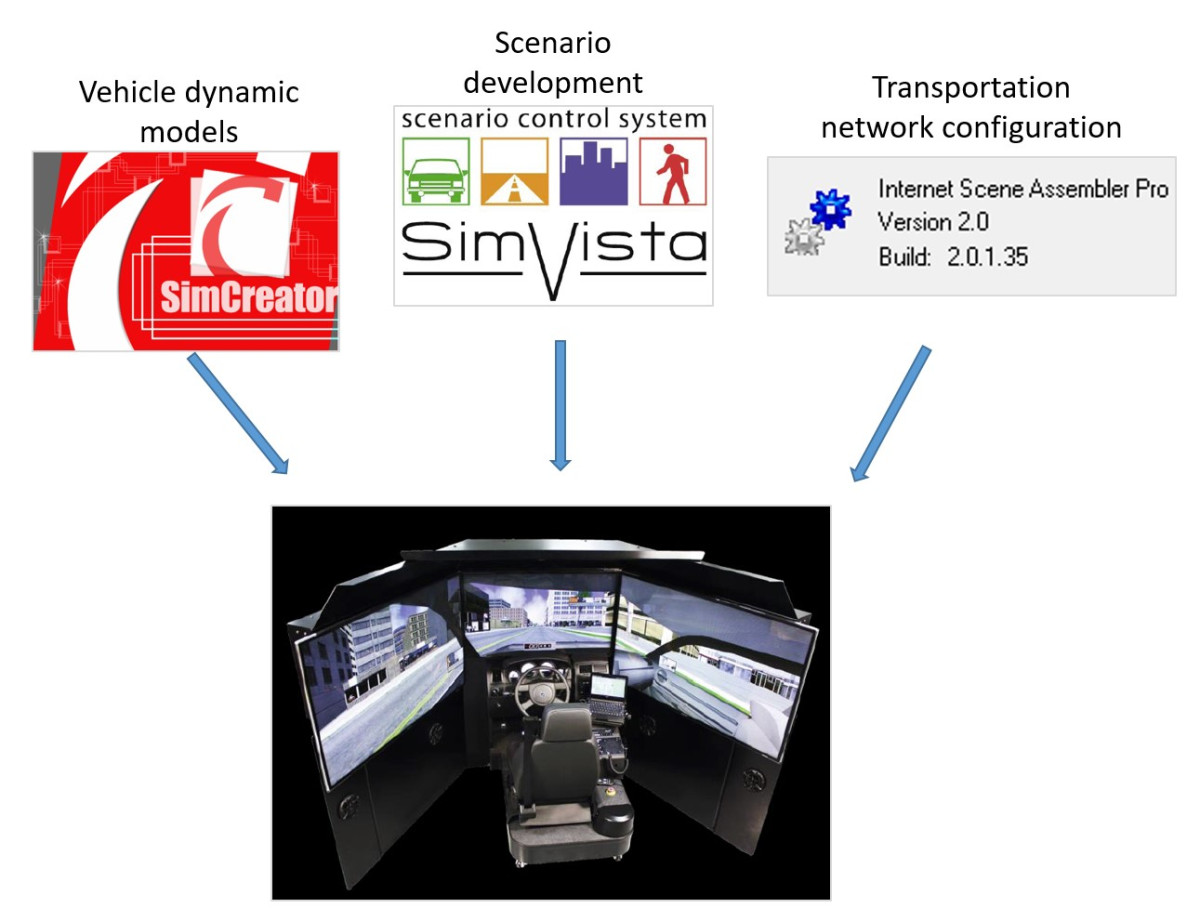 Vehicle dynamic
models
SimCreator
Scenario
development
scenario control system
SimVista
Transportation
network configuration
Internet Scene Assembler Pro
Version 2.0
Build: 2.0.1.35